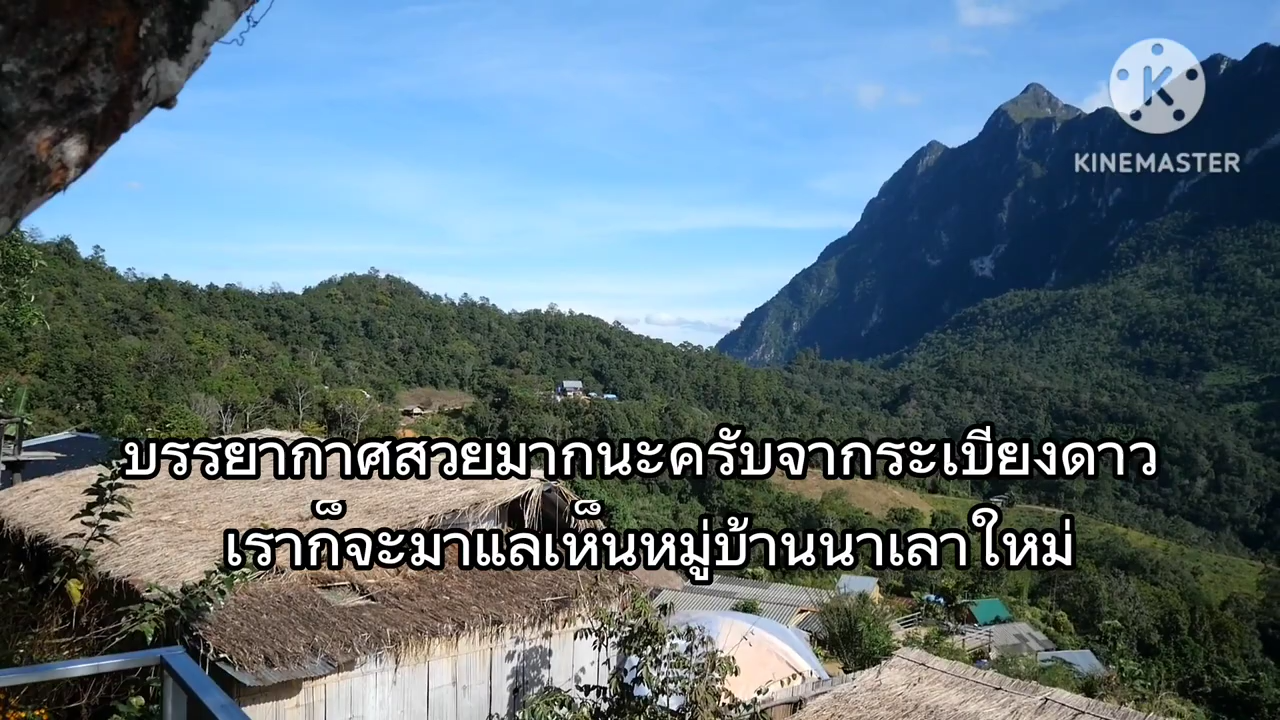 K
KINEMASTER
บรรยากาศสวยมากนะครับจากระเบียงดาว
เราก็จะมาแลเห็นหมู่บ้านนาเลาใหม่